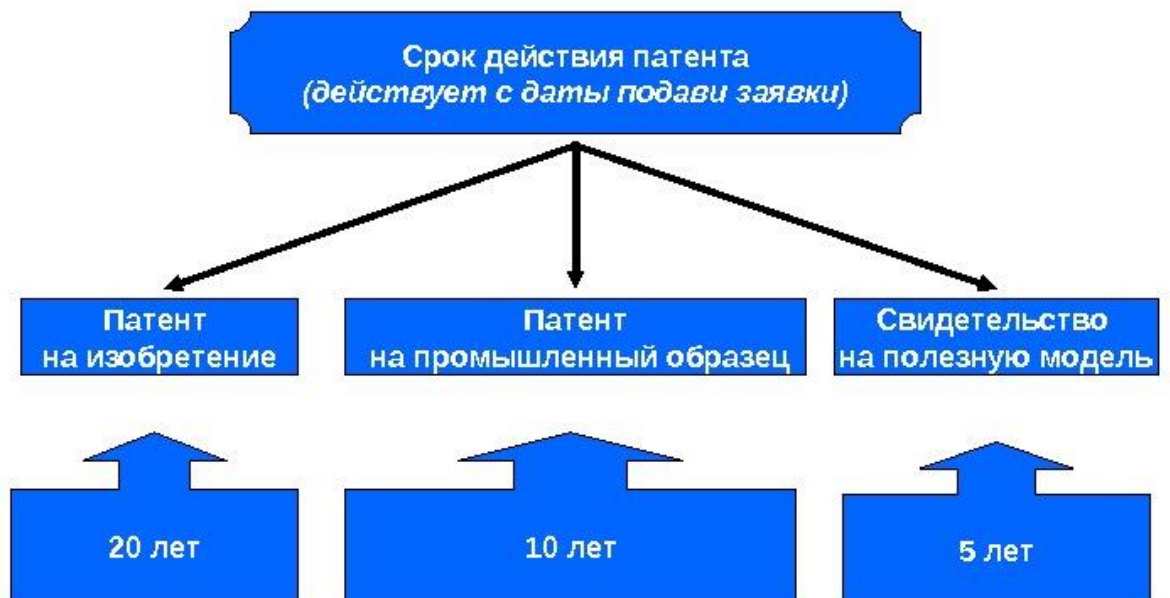 Срок действия патента
(действует с даты подави заявки)
Патент
на изобретение
Патент
на промышленный образец
Свидетельство
на полезную модель
20 лет
10 лет
5 лет